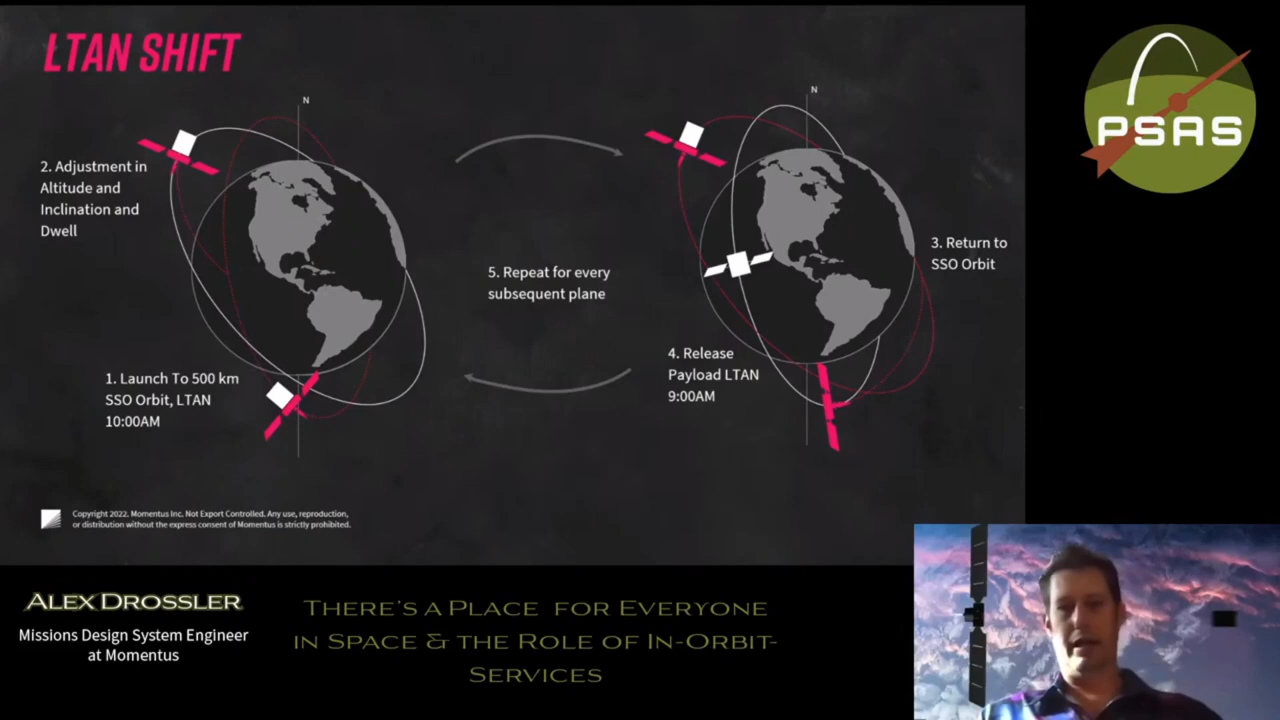 LTAN SHIFT
N
2. Adjustment in
Altitude and
Inclination and
Dwell
1. Launch To 500 km
SSO Orbit, LTAN
10:00AM
5. Repeat for every
subsequent plane
N
3. Return to
SSO Orbit
4. Release
Payload LTAN
9:00AM
Copyright 2022. Momentus Inc. Not Export Controlled. Any use, reproduction,
or distribution without the express consent of Momentus is strictly prohibited.
PSAS
ALEX DROSSLER
Missions Design System Engineer
at Momentus
THERE'S A PLACE FOR EVERYONE
IN SPACE & THE ROLE OF IN-ORBIT-
SERVICES